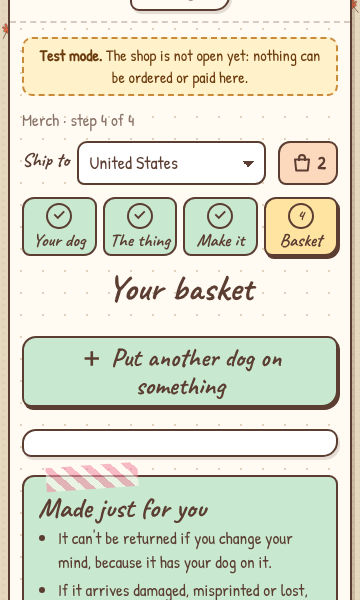 Test mode. The shop is not open yet: nothing can
be ordered or paid here.
Merch · step 4 of 4
Ship to
United States
2
4
Your dog
The thing
Make it
Basket
Your basket
+ Put another dog on
something
Made just for you
• It can't be returned if you change your
mind, because it has your dog on it.
• If it arrives damaged, misprinted or lost,